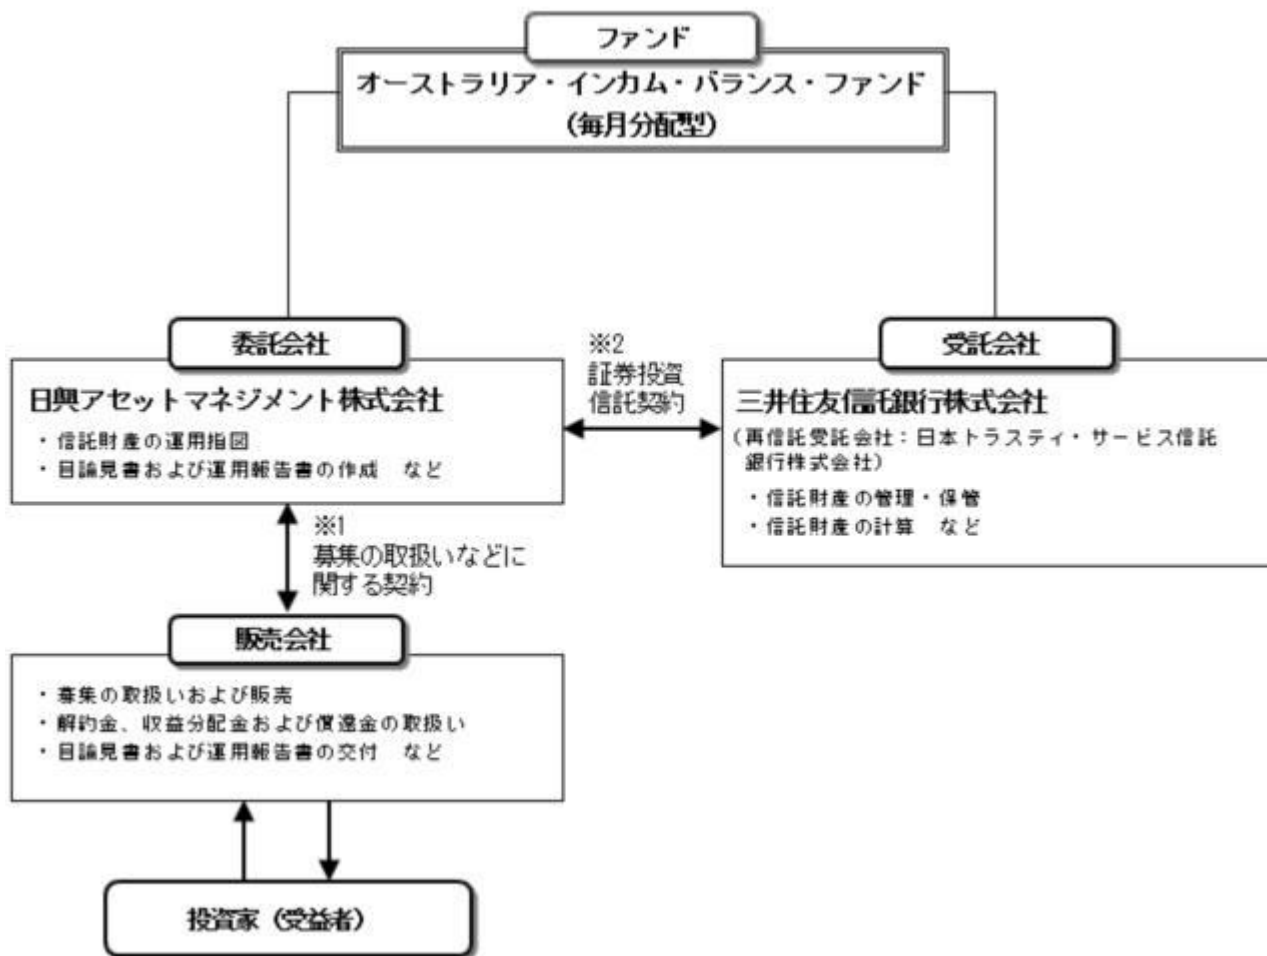 ファンド
オーストラリア・インカム・バランス・ファンド
（毎月分配型）
委託会社
日興アセットマネジメント株式会社
・信託財産の運用指図
・目論見書および運用報告書の作成　など
※2
証券投資
信託契約
受託会社
三井住友信託銀行株式会社
（再信託受託会社：日本トラスティ・サービス信託
銀行株式会社）
・信託財産の管理・保管
・信託財産の計算　など
※1
募集の取扱いなどに
関する契約
販売会社
・募集の取扱いおよび販売
・解約金、収益分配金および償還金の取扱い
・目論見書および運用報告書の交付　など
投資家（受益者）